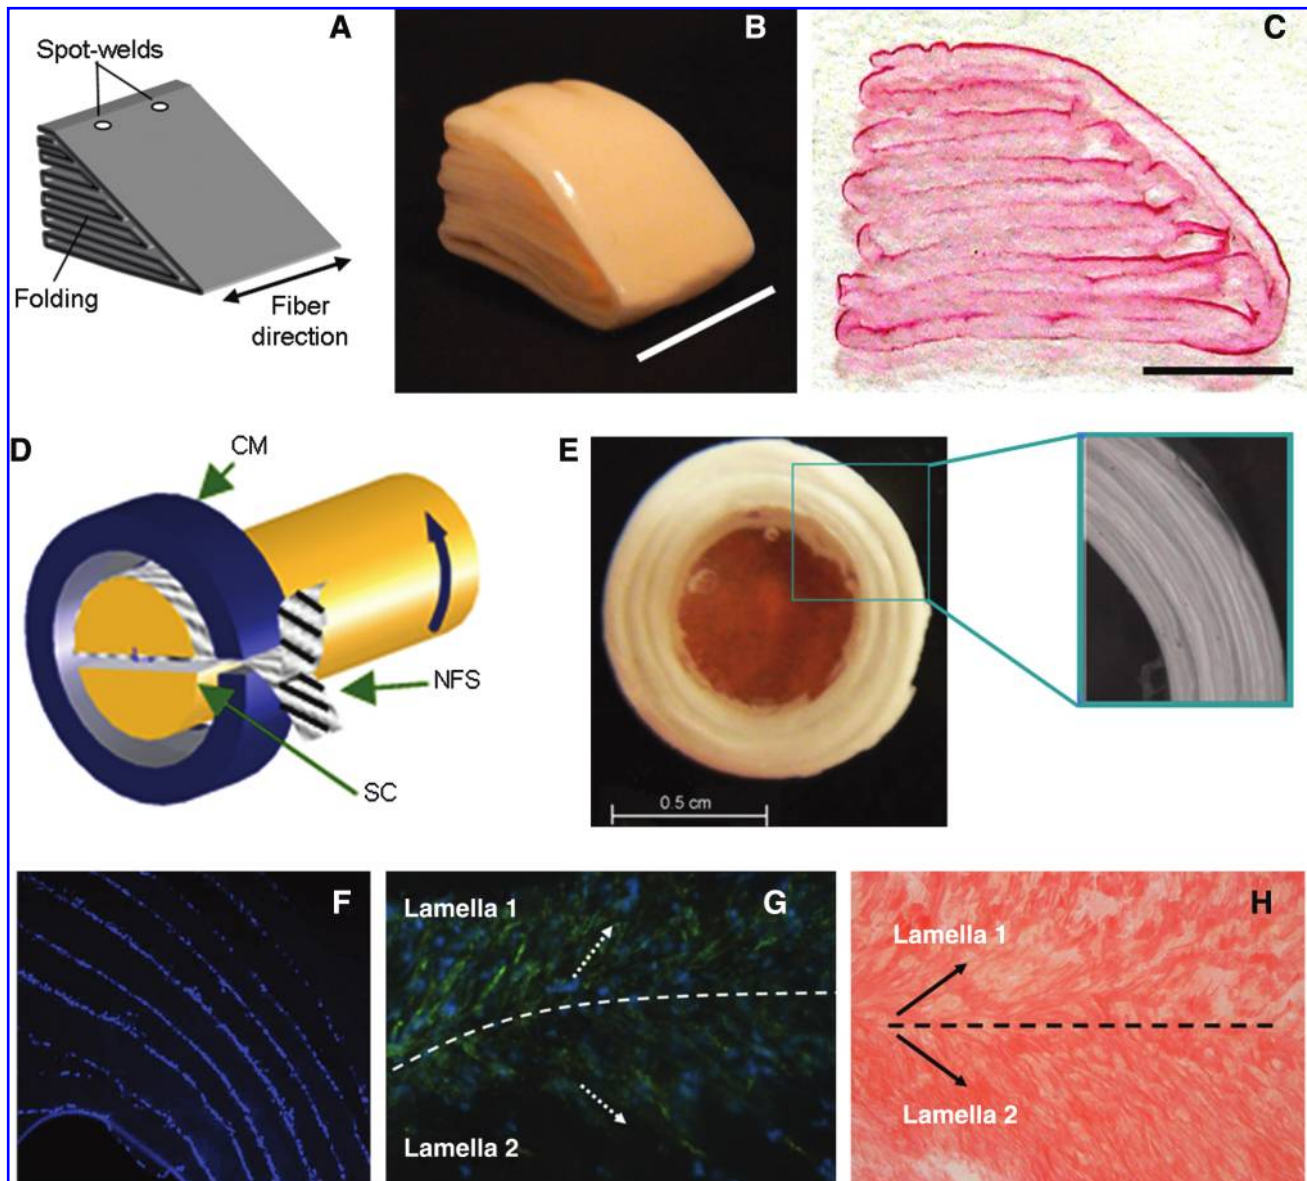 A
Spot-welds
Folding
Fiber
direction
B
C
D
CM
NFS
SC
E
0.5 cm
F
Lamella 1
G
Lamella 2
H
Lamella 1
Lamella 2